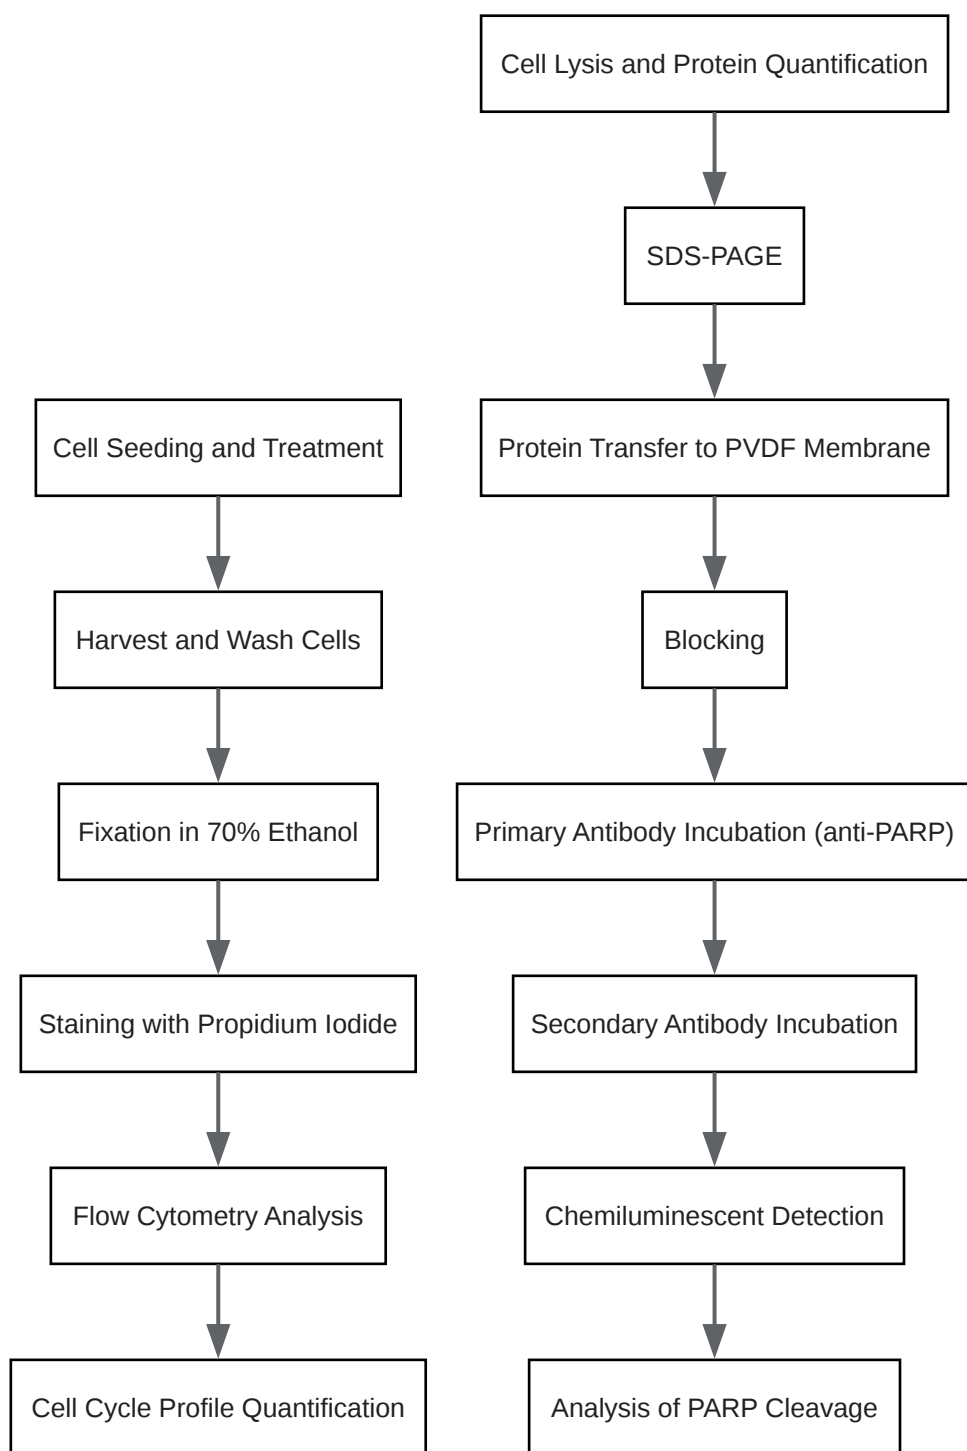 Cell Lysis and Protein Quantification
SDS-PAGE
Protein Transfer to PVDF Membrane
Blocking
Primary Antibody Incubation (anti-PARP)
Secondary Antibody Incubation
Chemiluminescent Detection
Analysis of PARP Cleavage
Cell Seeding and Treatment
Harvest and Wash Cells
Fixation in 70% Ethanol
Staining with Propidium Iodide
Flow Cytometry Analysis
Cell Cycle Profile Quantification